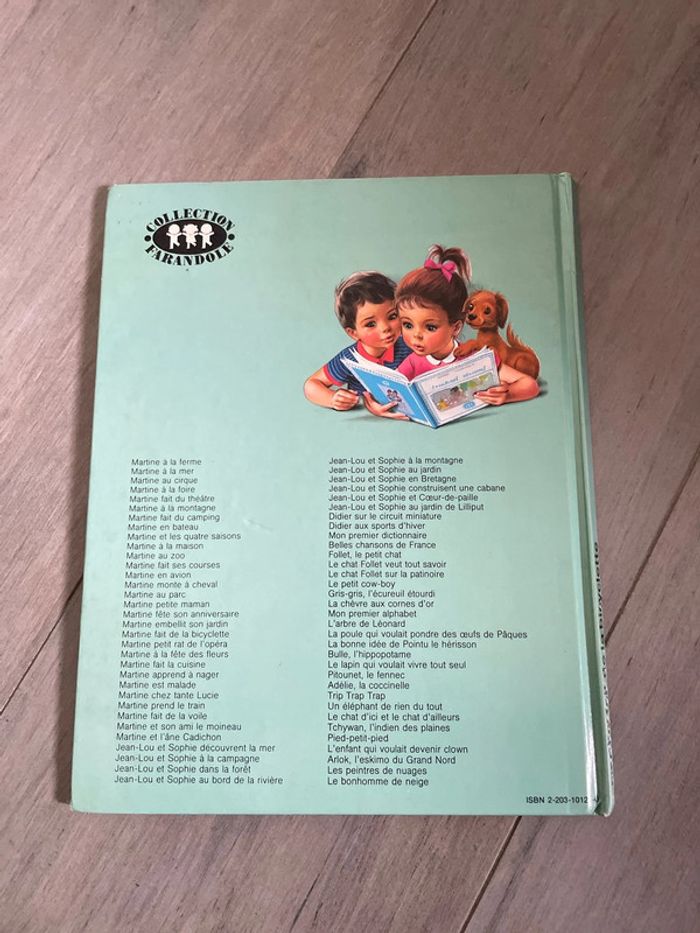 COLLECTION
FARANDOLE
Martine à la ferme
Martine à la mer
Martine au cirque
Martine à la foire
Martine fait du théâtre
Martine à la montagne
Martine fait du camping
Martine en bateau
Martine et les quatre saisons
Martine à la maison
Martine au zoo
Martine fait ses courses
Martine en avion
Martine monte à cheval
Martine au parc
Martine petite maman
Martine fête son anniversaire
Martine embellit son jardin
Martine fait de la bicyclette
Martine petit rat de l'opéra
Martine à la fête des fleurs
Martine fait la cuisine
Martine apprend à nager
Martine est malade
Martine chez tante Lucie
Martine prend le train
Martine fait de la voile
Martine et son ami le moineau
Martine et l'âne Cadichon
Jean-Lou et Sophie découvrent la mer
Jean-Lou et Sophie à la campagne
Jean-Lou et Sophie dans la forêt
Jean-Lou et Sophie au bord de la rivière
Jean-Lou et Sophie à la montagne
Jean-Lou et Sophie au jardin
Jean-Lou et Sophie en Bretagne
Jean-Lou et Sophie construisent une cabane
Jean-Lou et Sophie et Cœur-de-paille
Jean-Lou et Sophie au jardin de Lilliput
Didier sur le circuit miniature
Didier aux sports d'hiver
Mon premier dictionnaire
Belles chansons de France
Follet, le petit chat
Le chat Follet veut tout savoir
Le chat Follet sur la patinoire
Le petit cow-boy
Gris-gris, l'écureuil étourdi
La chèvre aux cornes d'or
Mon premier alphabet
L'arbre de Léonard
La poule qui voulait pondre des œufs de Pâques
La bonne idée de Pointu le hérisson
Bulle, l'hippopotame
Le lapin qui voulait vivre tout seul
Pitounet, le fennec
Adélie, la coccinelle
Trip Trap Trap
Un éléphant de rien du tout
Le chat d'ici et le chat d'ailleurs
Tchywan, l'indien des plaines
Pied-petit-pied
L'enfant qui voulait devenir clown
Arlok, l'eskimo du Grand Nord
Les peintres de nuages
Le bonhomme de neige
ISBN 2-203-1012
bicyclette